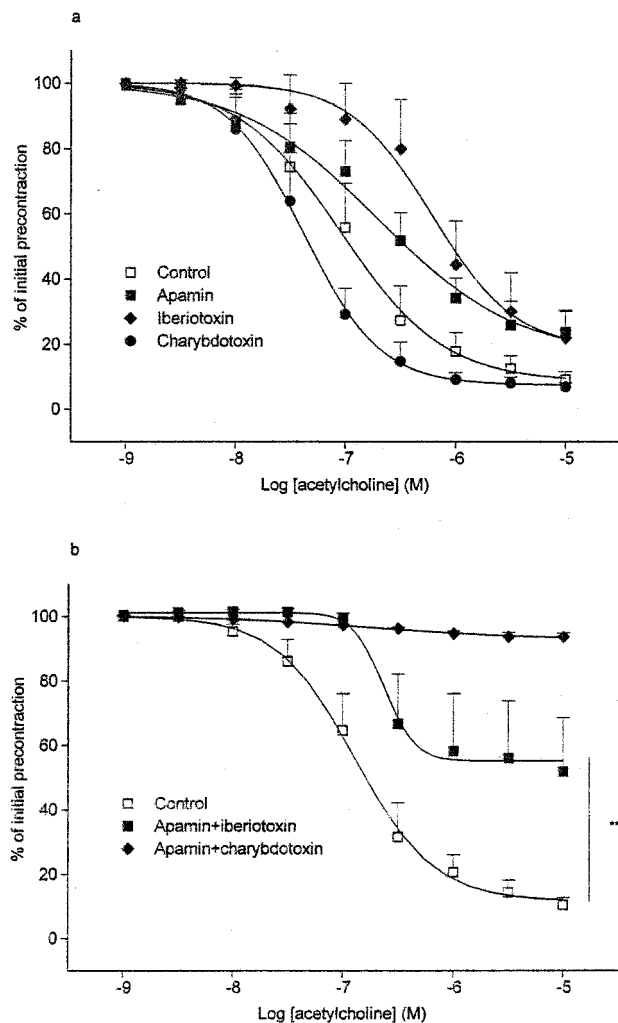 a
% of initial precontraction
100
80
60
40
20
0
Control
Apamin
Iberiotoxin
Charybdotoxin
-9
-8
-7
-6
-5
Log [acetylcholine] (M)
b
% of initial precontraction
100
80
60
40
20
0
Control
Apamin+iberiotoxin
Apamin+charybdotoxin
**
-9
-8
-7
-6
-5
Log [acetylcholine] (M)